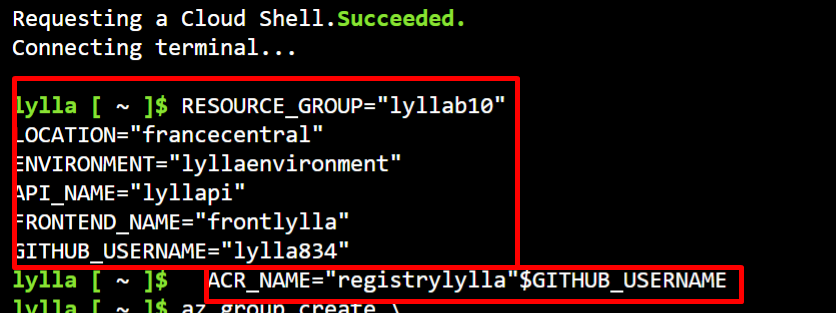 Requesting a Cloud Shell.Succeeded.
Connecting terminal...
lylla [ ~ ]$ RESOURCE_GROUP="lyllab10"
LOCATION="francecentral"
ENVIRONMENT="lyllaenvironment"
API_NAME="lyllapi"
FRONTEND_NAME="frontlylla"
GITHUB_USERNAME="lylla834"
lylla [ ~ ]$   ACR_NAME="registrylylla"$GITHUB_USERNAME
lylla [ ~ ]$ az group create \